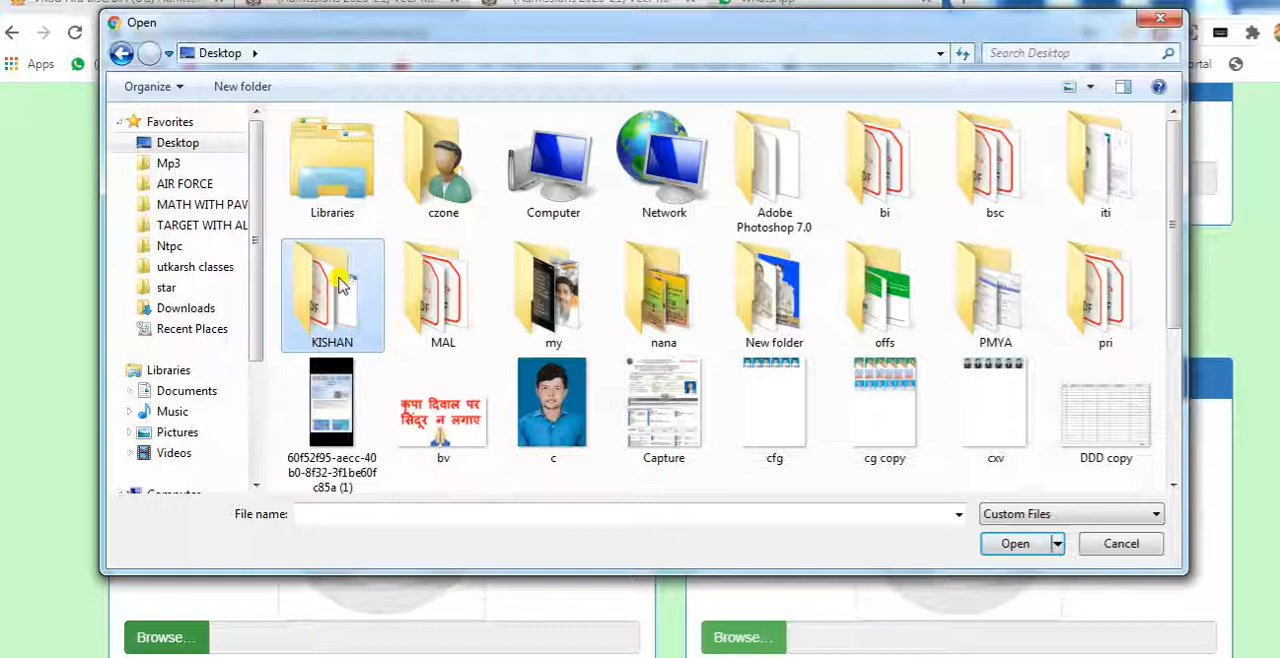 Open
Desktop
Search Desktop
Apps
rtal
Organize
New folder
Favorites
Desktop
Mp3
AIR FORCE
MATH WITH PAV
TARGET WITH AL
Ntpc
utkarsh classes
star
Downloads
Recent Places
Libraries
Documents
Music
Pictures
Videos
Libraries
czone
Computer
Network
Adobe
Photoshop 7.0
bi
bsc
iti
KISHAN
MAL
my
nana
New folder
offs
PMYA
pri
कृपा दिवाल पर
सिंदूर न लगाए
60f52f95-aecc-40
b0-8f32-3f1be60f
c85a (1)
bv
c
Capture
cfg
cg copy
cxv
DDD copy
File name:
Custom Files
Open
Cancel
Browse...
Browse...